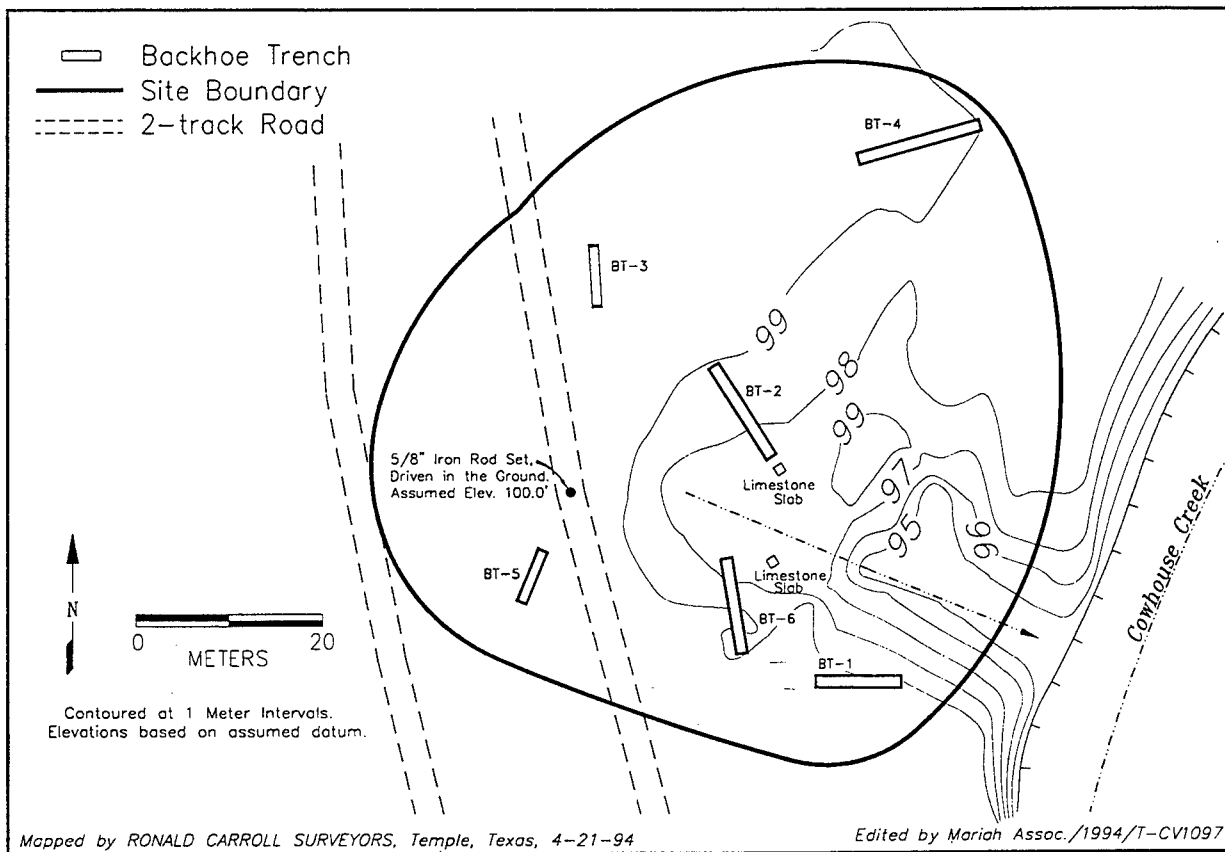 Backhoe Trench
Site Boundary
2-track Road
BT-4
BT-3
99
98
BT-2
99
97
5/8" Iron Rod Set,
Driven in the Ground.
Assumed Elev. 100.0'
Limestone
Slab
95
96
BT-5
Limestone
Slab
BT-6
BT-1
Cowhouse Creek
N
0 20
METERS
Contoured at 1 Meter Intervals.
Elevations based on assumed datum.
Mapped by RONALD CARROLL SURVEYORS, Temple, Texas, 4-21-94
Edited by Mariah Assoc./1994/T-CV1097